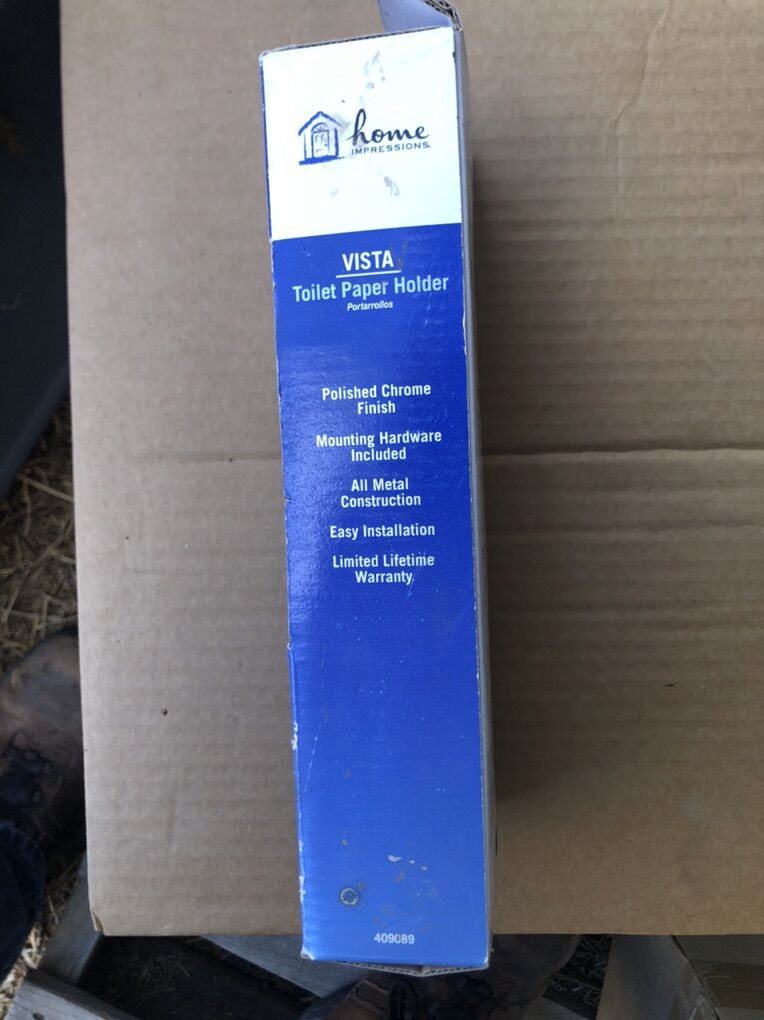 home
IMPRESSIONS
VISTA
Toilet Paper Holder
Portarrollos
Polished Chrome
Finish
Mounting Hardware
Included
All Metal
Construction
Easy Installation
Limited Lifetime
Warranty
409089